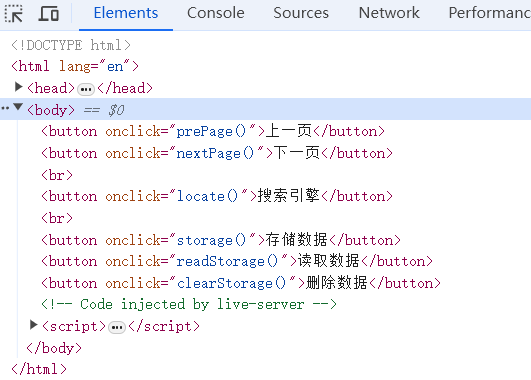 Elements Console Sources Network Performanc
<!DOCTYPE html>
<html lang="en">
<head>…</head>
<body> == $0
<button onclick="prePage()">上一页</button>
<button onclick="nextPage()">下一页</button>
<br>
<button onclick="locate()">搜索引擎</button>
<br>
<button onclick="storage()">存储数据</button>
<button onclick="readStorage()">读取数据</button>
<button onclick="clearStorage()">删除数据</button>
<!-- Code injected by live-server -->
<script>…</script>
</body>
</html>